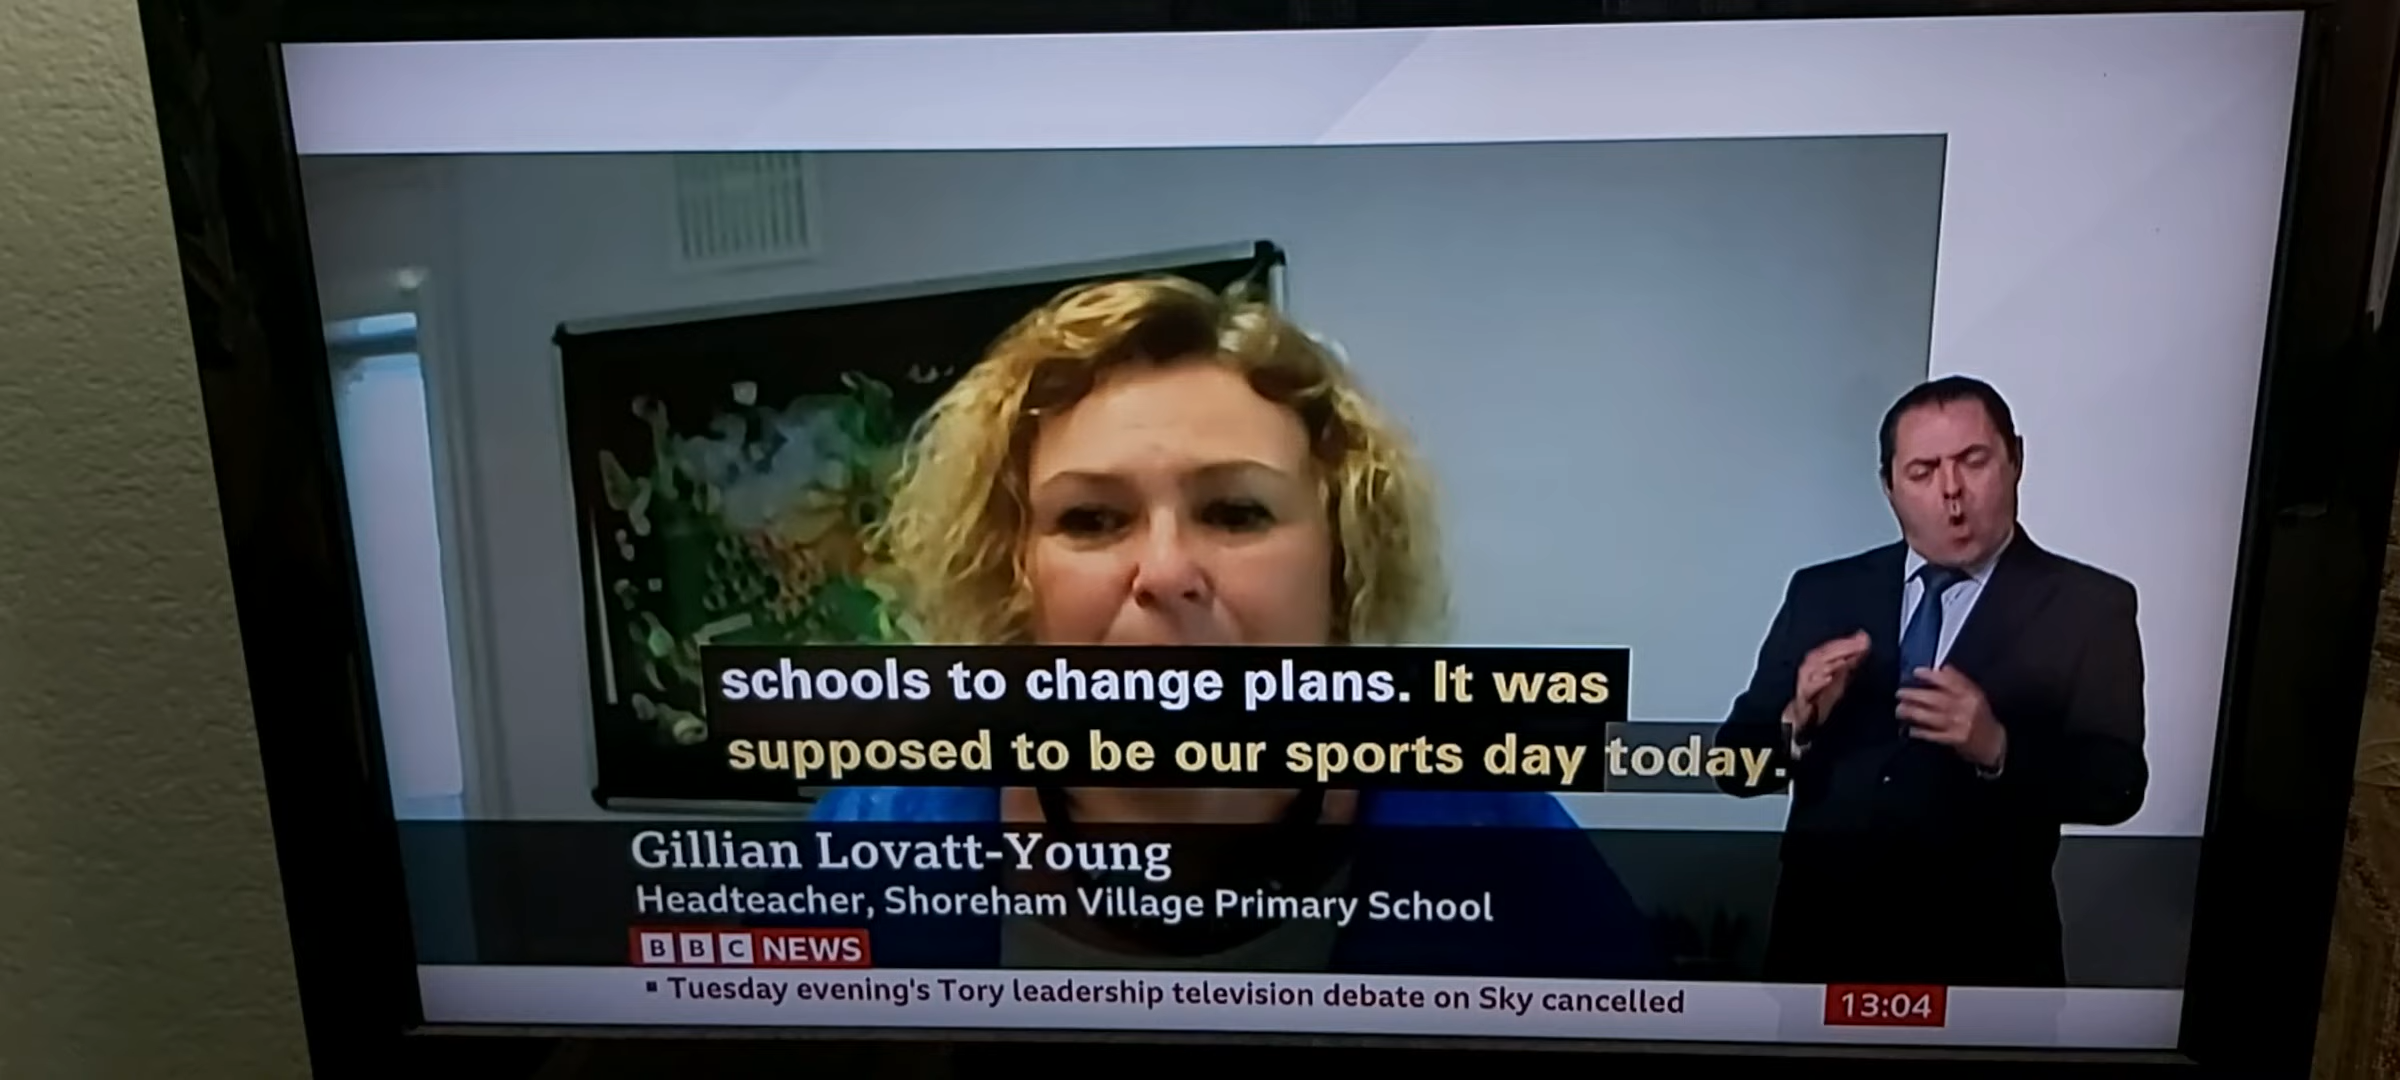 schools to change plans. It was
supposed to be our sports day today.
Gillian Lovatt-Young
Headteacher, Shoreham Village Primary School
BBC NEWS
▪ Tuesday evening's Tory leadership television debate on Sky cancelled
13:04